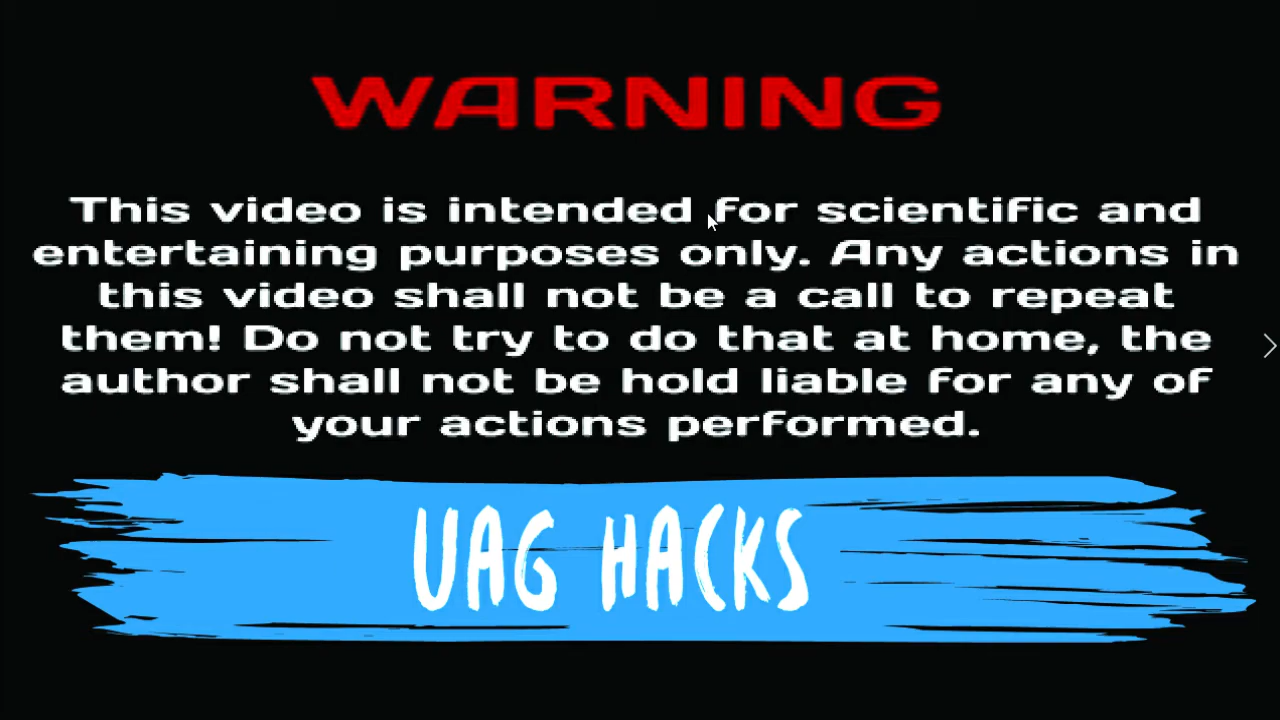 WARNING
This video is intended for scientific and
entertaining purposes only. Any actions in
this video shall not be a call to repeat
them! Do not try to do that at home, the
author shall not be hold liable for any of
your actions performed.
UAG HACKS